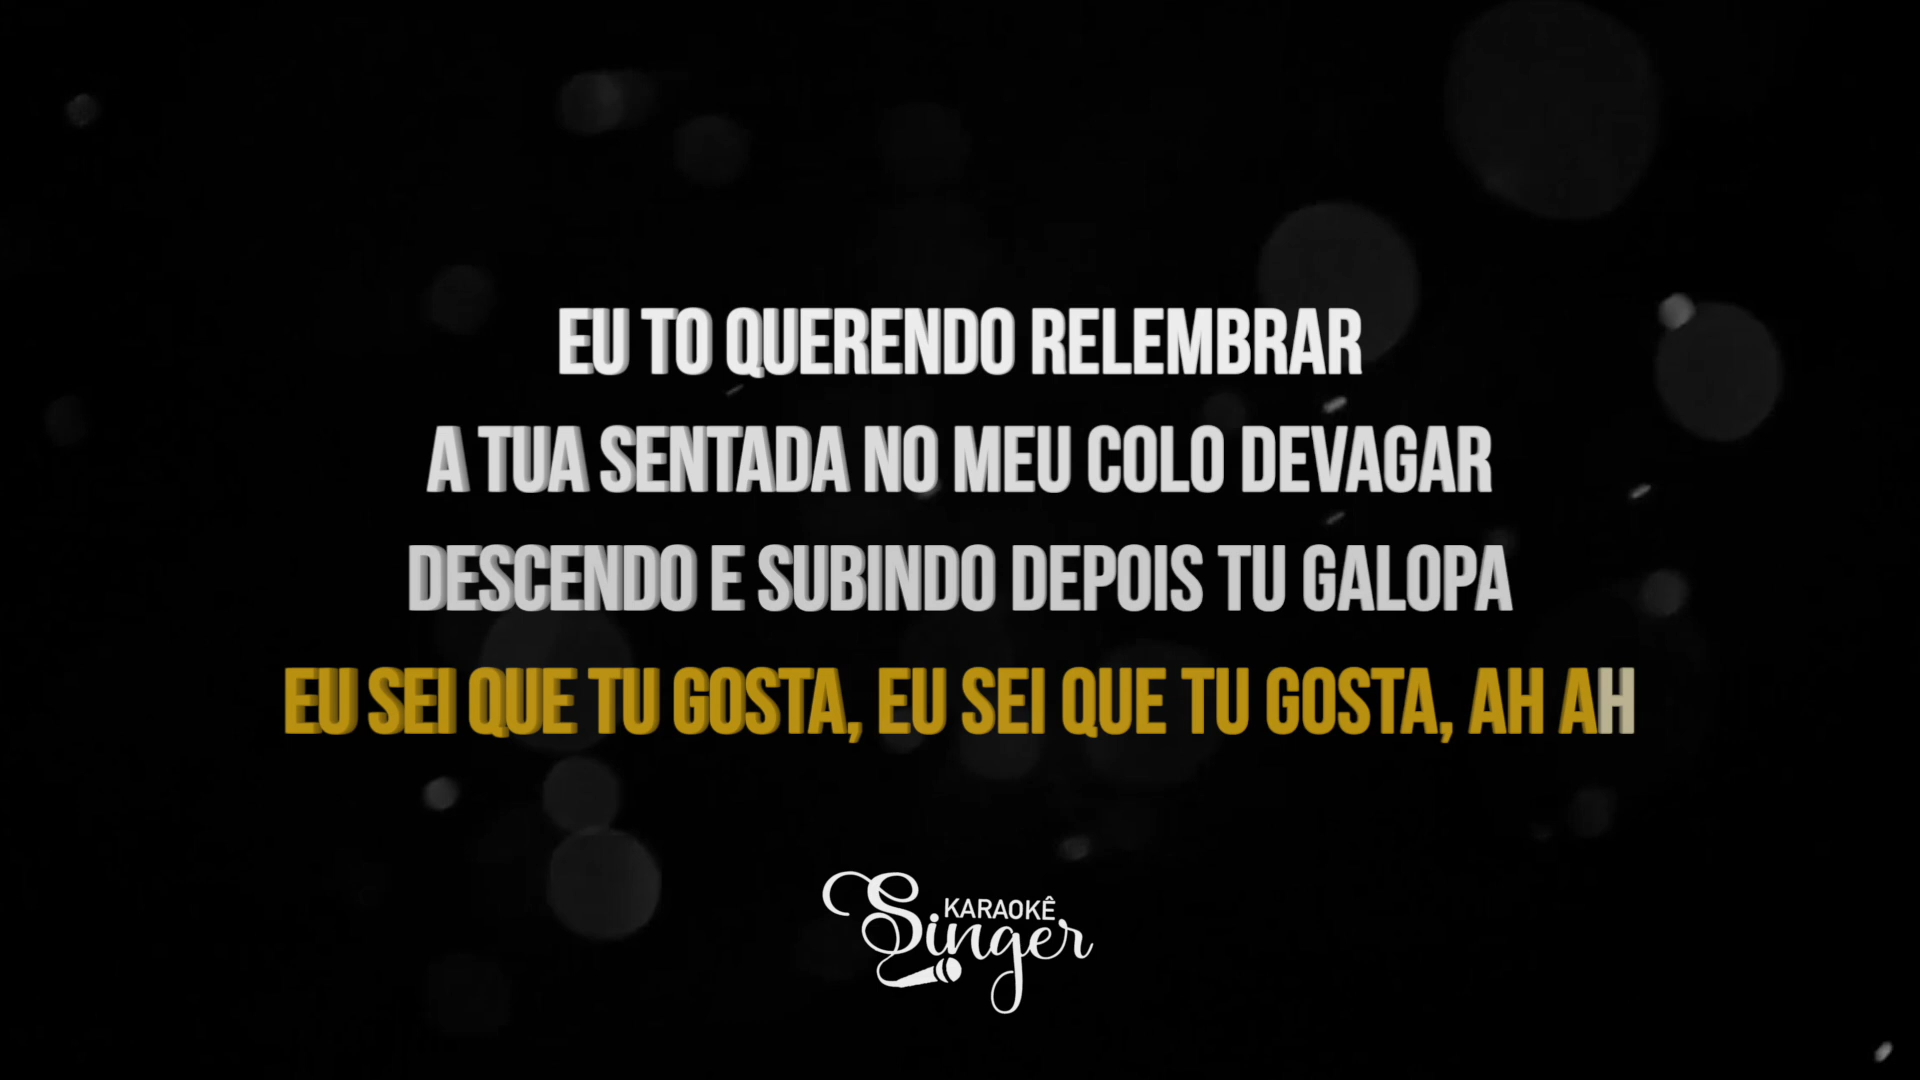 EU TO QUERENDO RELEMBRAR
A TUA SENTADA NO MEU COLO DEVAGAR
DESCENDO E SUBINDO DEPOIS TU GALOPA
EU SEI QUE TU GOSTA, EU SEI QUE TU GOSTA, AH AH
KARAOKÊ
Singer